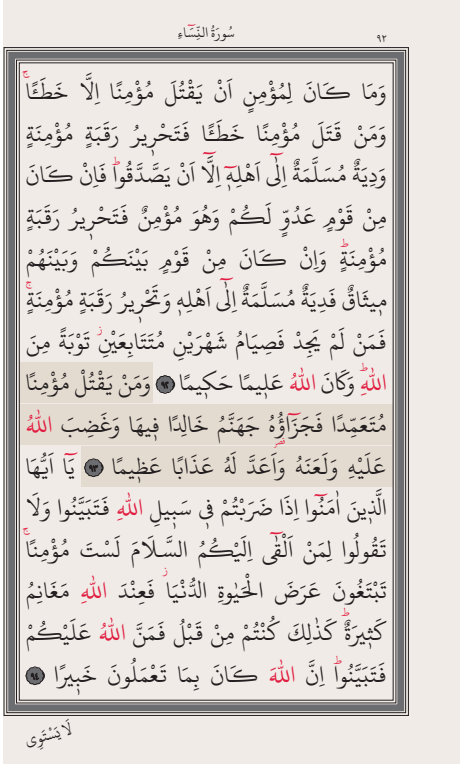 سُورَةُ النِّسَٓاءِ
٩٢
وَمَا كَانَ لِمُؤْمِنٍ اَنْ يَقْتُلَ مُؤْمِنًا اِلَّا خَطَـًٔاۚ
وَمَنْ قَتَلَ مُؤْمِنًا خَطَـًٔا فَتَحْر۪يرُ رَقَبَةٍ مُؤْمِنَةٍ
وَدِيَةٌ مُسَلَّمَةٌ اِلٰٓى اَهْلِه۪ٓ اِلَّٓا اَنْ يَصَّدَّقُواۜ فَاِنْ كَانَ
مِنْ قَوْمٍ عَدُوٍّ لَكُمْ وَهُوَ مُؤْمِنٌ فَتَحْر۪يرُ رَقَبَةٍ
مُؤْمِنَةٍۜ وَاِنْ كَانَ مِنْ قَوْمٍ بَيْنَكُمْ وَبَيْنَهُمْ
م۪يثَاقٌ فَدِيَةٌ مُسَلَّمَةٌ اِلٰٓى اَهْلِه۪ وَتَحْر۪يرُ رَقَبَةٍ مُؤْمِنَةٍۚ
فَمَنْ لَمْ يَجِدْ فَصِيَامُ شَهْرَيْنِ مُتَتَابِعَيْنِۘ تَوْبَةً مِنَ
اللّٰهِۜ وَكَانَ اللّٰهُ عَل۪يمًا حَك۪يمًا ﴿٩٢﴾ وَمَنْ يَقْتُلْ مُؤْمِنًا
مُتَعَمِّدًا فَجَزَٓاؤُ۬هُ جَهَنَّمُ خَالِدًا ف۪يهَا وَغَضِبَ اللّٰهُ
عَلَيْهِ وَلَعَنَهُ وَاَعَدَّ لَهُ عَذَابًا عَظ۪يمًا ﴿٩٣﴾ يَٓا اَيُّهَا
الَّذ۪ينَ اٰمَنُٓوا اِذَا ضَرَبْتُمْ ف۪ي سَب۪يلِ اللّٰهِ فَتَبَيَّنُوا وَلَا
تَقُولُوا لِمَنْ اَلْقٰٓى اِلَيْكُمُ السَّلَامَ لَسْتَ مُؤْمِنًاۚ
تَبْتَغُونَ عَرَضَ الْحَيٰوةِ الدُّنْيَاۘ فَعِنْدَ اللّٰهِ مَغَانِمُ
كَث۪يرَةٌۜ كَذٰلِكَ كُنْتُمْ مِنْ قَبْلُ فَمَنَّ اللّٰهُ عَلَيْكُمْ
فَتَبَيَّنُواۜ اِنَّ اللّٰهَ كَانَ بِمَا تَعْمَلُونَ خَب۪يرًا ﴿٩٤﴾
لَا يَسْتَوِي